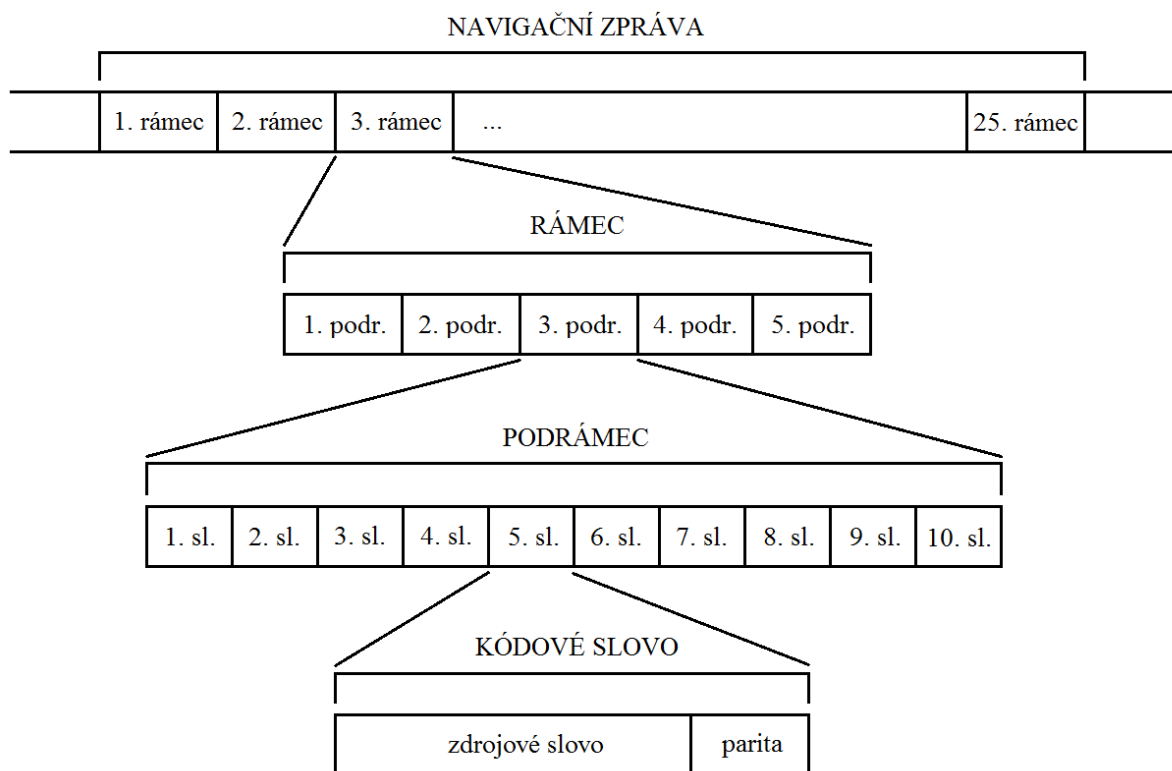 NAVIGAČNÍ ZPRÁVA
1. rámec 2. rámec 3. rámec ... 25. rámec
RÁMEC
1. podr. 2. podr. 3. podr. 4. podr. 5. podr.
PODRÁMEC
1. sl. 2. sl. 3. sl. 4. sl. 5. sl. 6. sl. 7. sl. 8. sl. 9. sl. 10. sl.
KÓDOVÉ SLOVO
zdrojové slovo parita